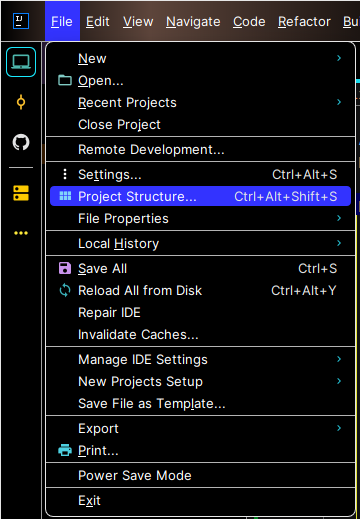 IJ File Edit View Navigate Code Refactor Bu
New
Open...
Recent Projects
Close Project
Remote Development...
Settings... Ctrl+Alt+S
Project Structure... Ctrl+Alt+Shift+S
File Properties
Local History
Save All Ctrl+S
Reload All from Disk Ctrl+Alt+Y
Repair IDE
Invalidate Caches...
Manage IDE Settings
New Projects Setup
Save File as Template...
Export
Print...
Power Save Mode
Exit